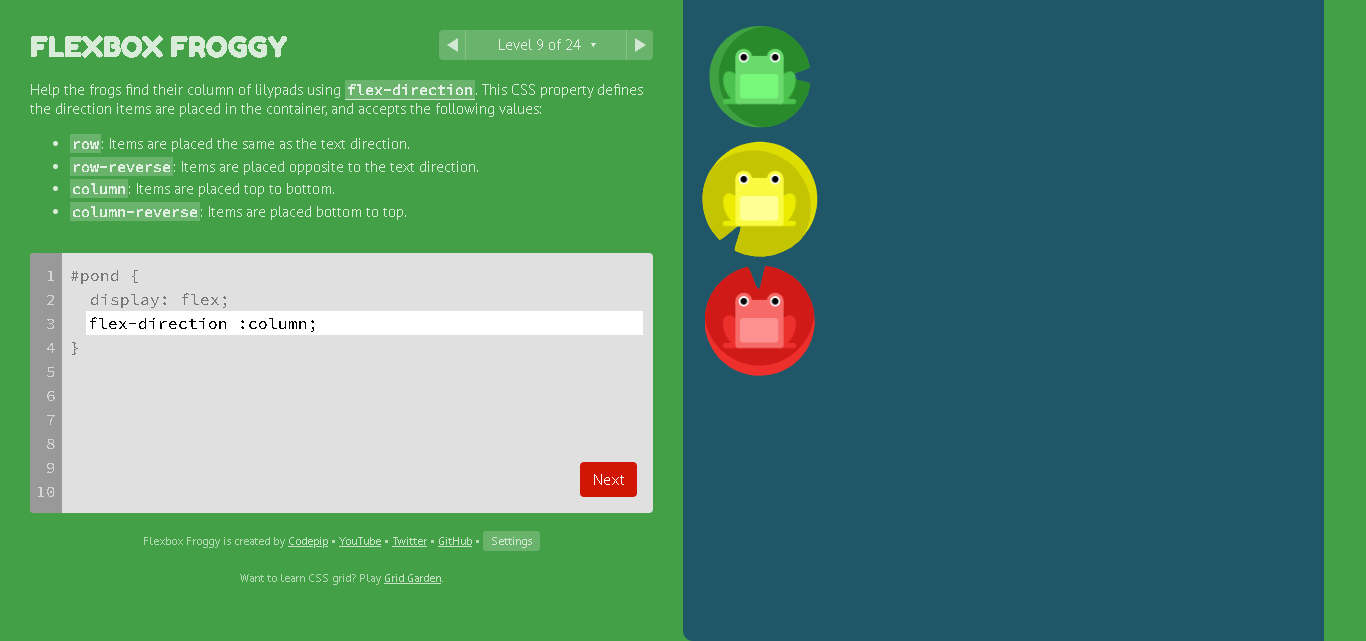 FLEXBOX FROGGY
Level 9 of 24
Help the frogs find their column of lilypads using flex-direction. This CSS property defines
the direction items are placed in the container, and accepts the following values:
row: Items are placed the same as the text direction.
row-reverse: Items are placed opposite to the text direction.
column: Items are placed top to bottom.
column-reverse: Items are placed bottom to top.
1 #pond {
2 display: flex;
3 flex-direction :column;
4 }
5
6
7
8
9
10
Next
Flexbox Froggy is created by Codepip • YouTube • Twitter • GitHub • Settings
Want to learn CSS grid? Play Grid Garden.